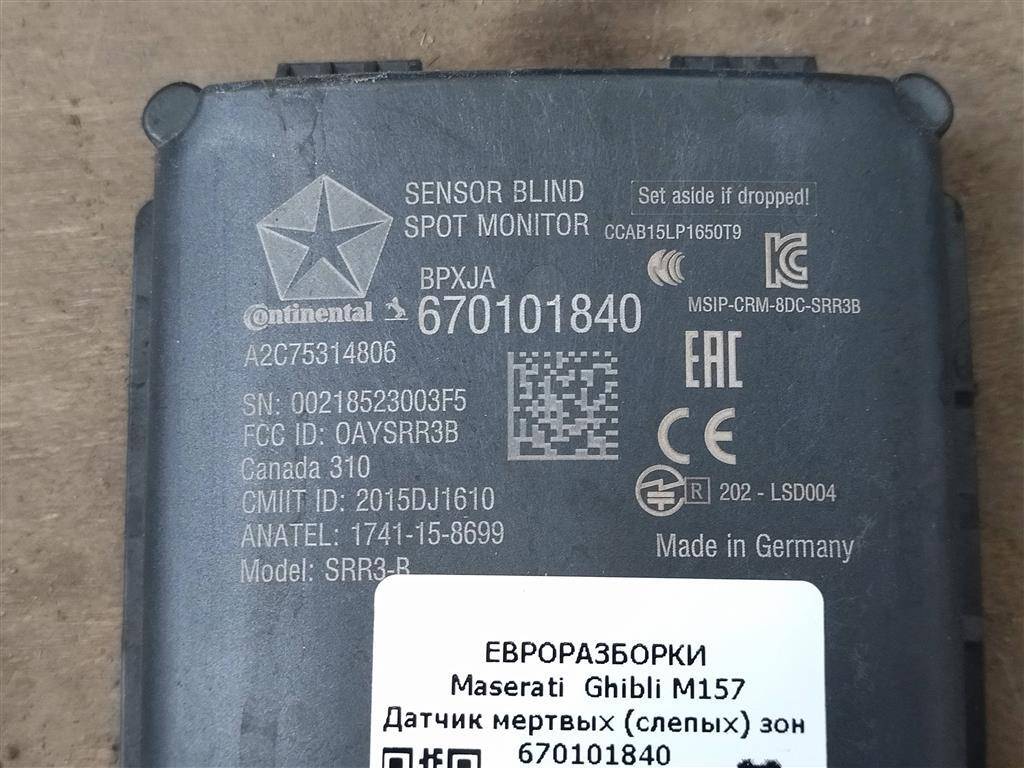 SENSOR BLIND
SPOT MONITOR
Set aside if dropped!
CCAB15LP1650T9
BPXJA
Continental
670101840
MSIP-CRM-8DC-SRR3B
A2C75314806
EAC
SN: 00218523003F5
FCC ID: OAYSRR3B
CE
Canada 310
CMIIT ID: 2015DJ1610
R 202 - LSD004
ANATEL: 1741-15-8699
Made in Germany
Model: SRR3-B
ЕВРОРАЗБОРКИ
Maserati Ghibli M157
Датчик мертвых (слепых) зон
670101840